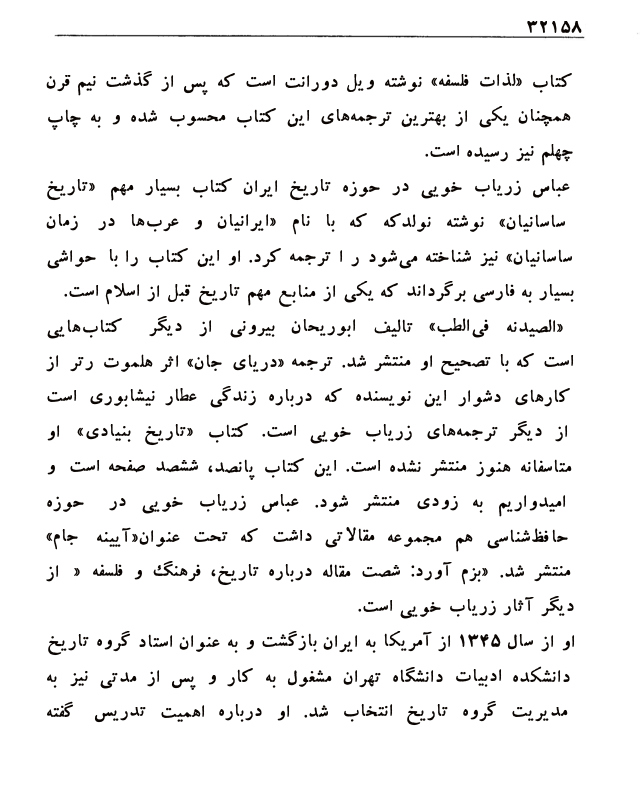 ۳۲۱۵۸
کتاب «لذات فلسفه» نوشته ویل دورانت است که پس از گذشت نیم قرن
همچنان یکی از بهترین ترجمه‌های این کتاب محسوب شده و به چاپ
چهلم نیز رسیده است.
عباس زریاب خویی در حوزه تاریخ ایران کتاب بسیار مهم «تاریخ
ساسانیان» نوشته نولدکه که با نام «ایرانیان و عرب‌ها در زمان
ساسانیان» نیز شناخته می‌شود ر ا ترجمه کرد. او این کتاب را با حواشی
بسیار به فارسی برگرداند که یکی از منابع مهم تاریخ قبل از اسلام است.
«الصیدنه فی‌الطب» تالیف ابوریحان بیرونی از دیگر کتاب‌هایی
است که با تصحیح او منتشر شد. ترجمه «دریای جان» اثر هلموت رتر از
کارهای دشوار این نویسنده که درباره زندگی عطار نیشابوری است
از دیگر ترجمه‌های زریاب خویی است. کتاب «تاریخ بنیادی» او
متاسفانه هنوز منتشر نشده است. این کتاب پانصد، ششصد صفحه است و
امیدواریم به زودی منتشر شود. عباس زریاب خویی در حوزه
حافظ‌شناسی هم مجموعه مقالاتی داشت که تحت عنوان«آیینه جام»
منتشر شد. «بزم آورد: شصت مقاله درباره تاریخ، فرهنگ و فلسفه « از
دیگر آثار زریاب خویی است.
او از سال ۱۳۴۵ از آمریکا به ایران بازگشت و به عنوان استاد گروه تاریخ
دانشکده ادبیات دانشگاه تهران مشغول به کار و پس از مدتی نیز به
مدیریت گروه تاریخ انتخاب شد. او درباره اهمیت تدریس گفته